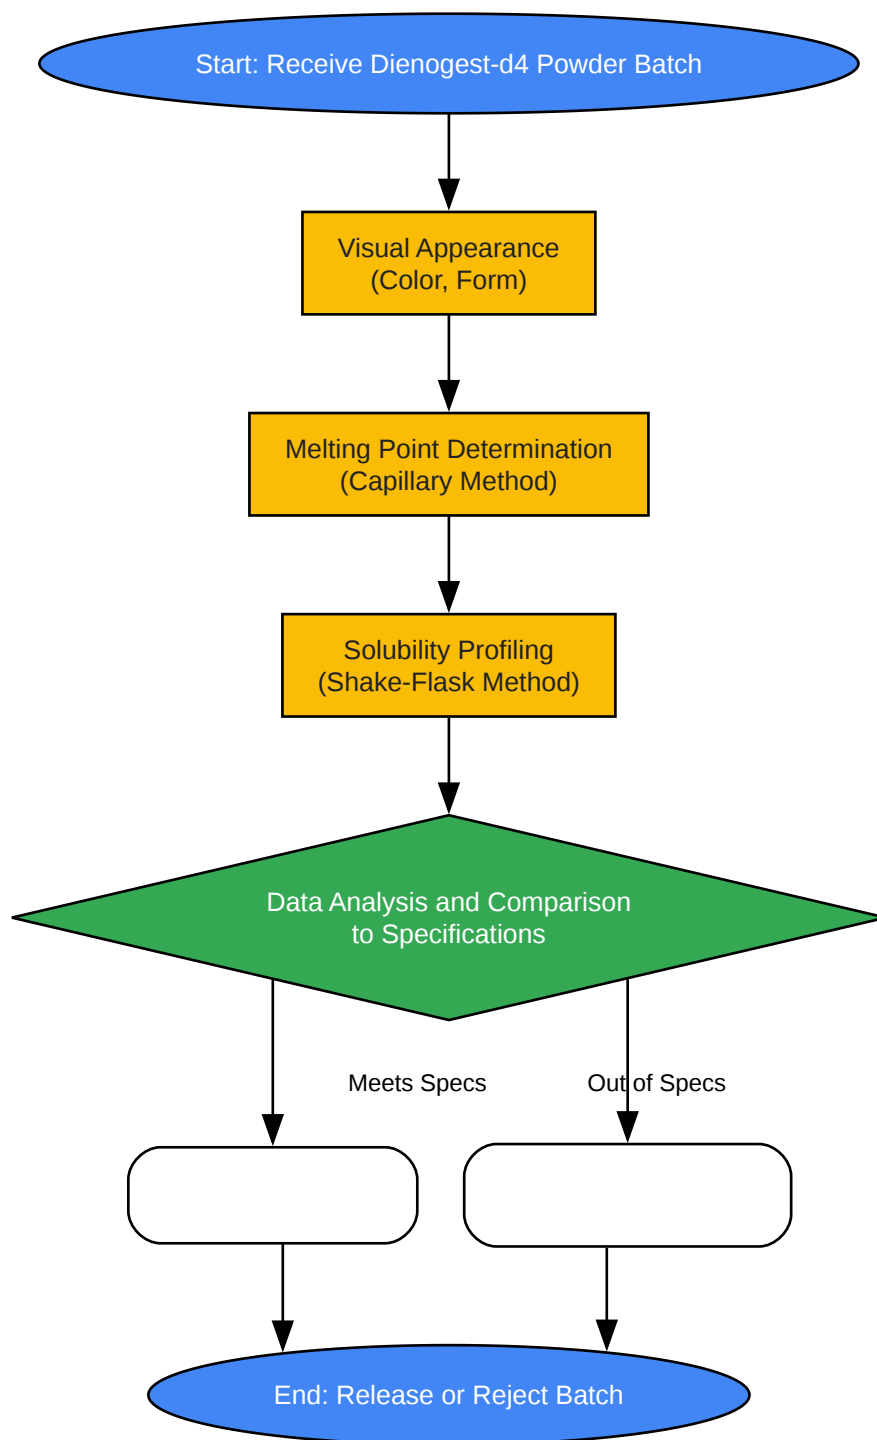 Start: Receive Dienogest-d4 Powder Batch
Visual Appearance
(Color, Form)
Melting Point Determination
(Capillary Method)
Solubility Profiling
(Shake-Flask Method)
Data Analysis and Comparison
to Specifications
Meets Specs
Out of Specs
End: Release or Reject Batch